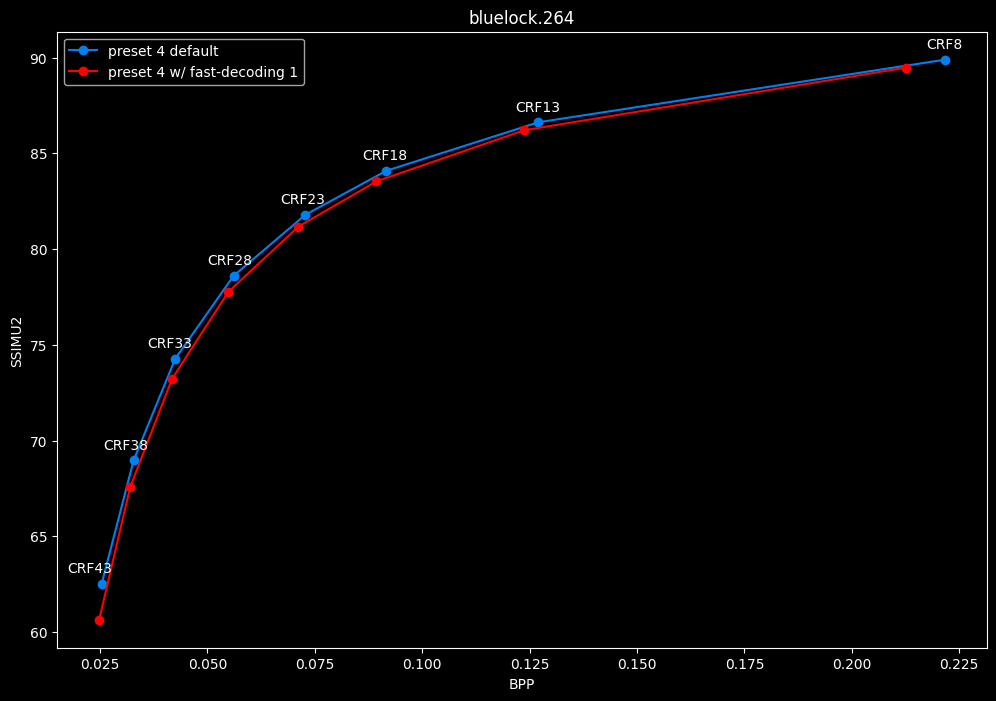 bluelock.264
preset 4 default
preset 4 w/ fast-decoding 1
CRF8
CRF13
CRF18
CRF23
CRF28
CRF33
CRF38
CRF43
SSIMU2
90
85
80
75
70
65
60
0.025 0.050 0.075 0.100 0.125 0.150 0.175 0.200 0.225
BPP